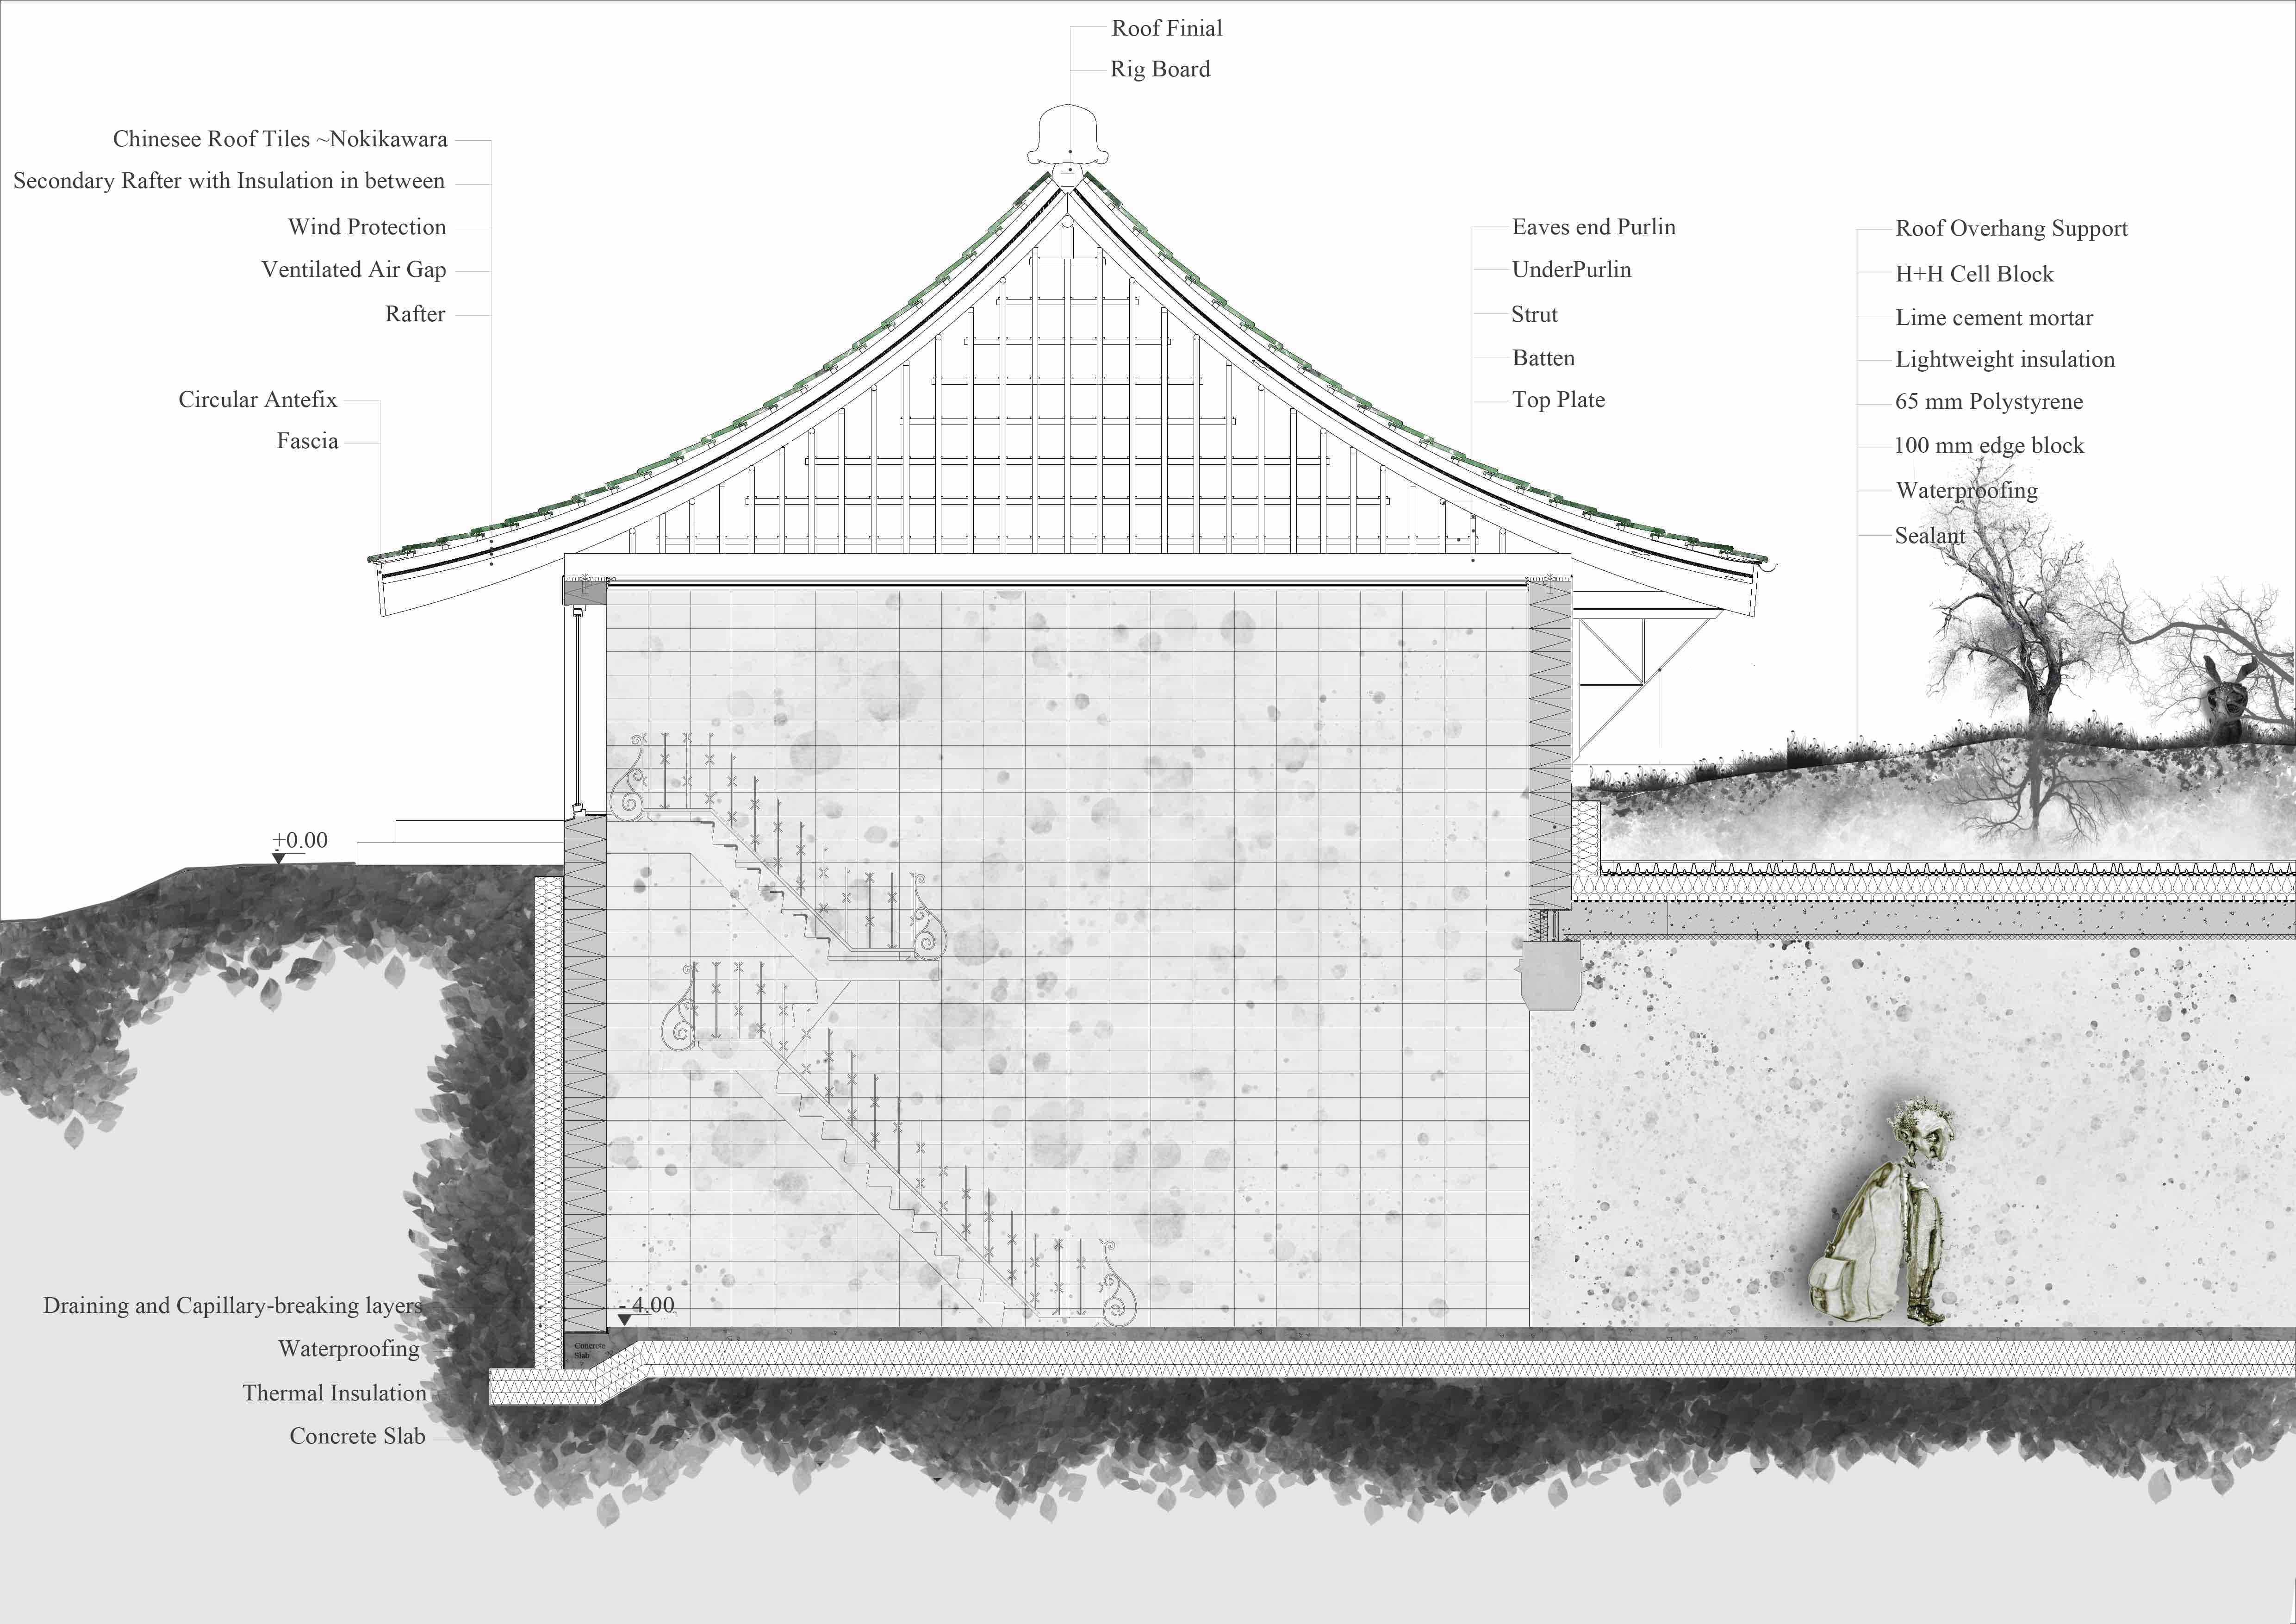 Roof Finial
Rig Board
Chinesee Roof Tiles ~Nokikawara
Secondary Rafter with Insulation in between
Wind Protection
Ventilated Air Gap
Rafter
Circular Antefix
Fascia
Eaves end Purlin
UnderPurlin
Strut
Batten
Top Plate
Roof Overhang Support
H+H Cell Block
Lime cement mortar
Lightweight insulation
65 mm Polystyrene
100 mm edge block
Waterproofing
Sealant
±0.00
- 4.00
Draining and Capillary-breaking layers
Waterproofing
Thermal Insulation
Concrete Slab
Concrete
Slab